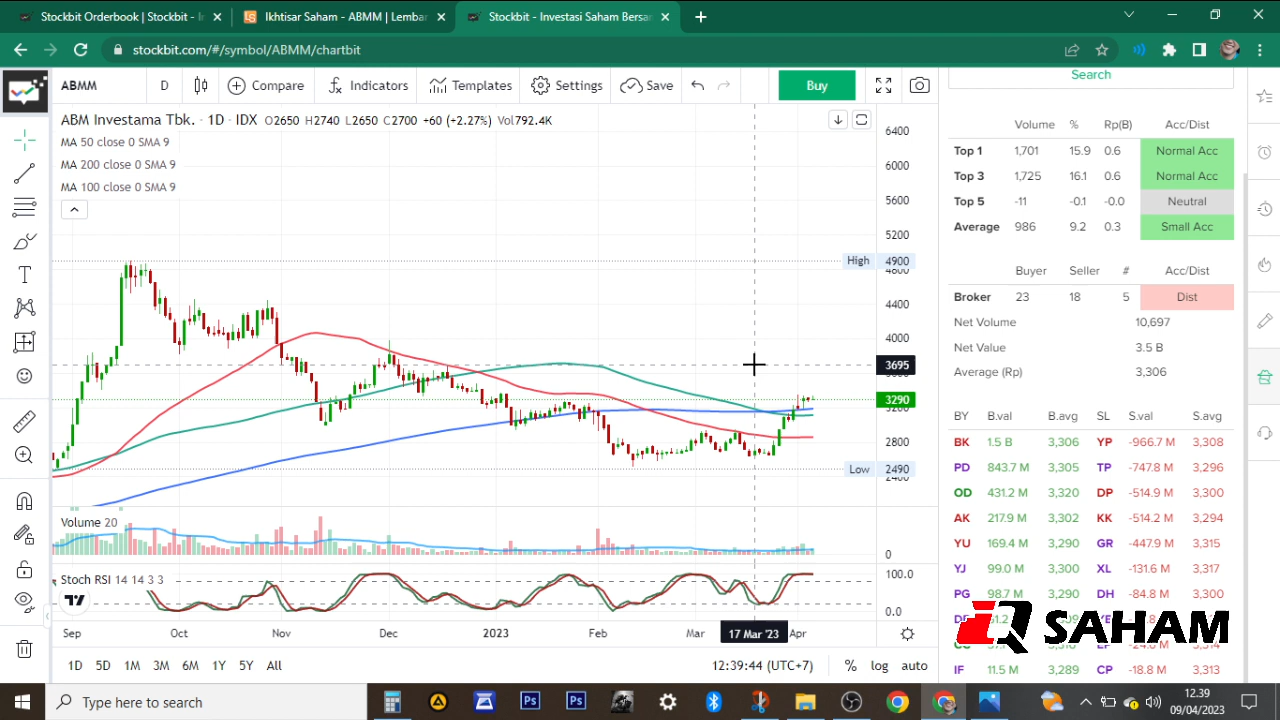 Stockbit Orderbook | Stockbit - I
Ikhtisar Saham - ABMM | Lembar
Stockbit - Investasi Saham Bersar
stockbit.com/#/symbol/ABMM/chartbit
ABMM D Compare Indicators Templates Settings Save Buy
ABM Investama Tbk. · 1D · IDX O2650 H2740 L2650 C2700 +60 (+2.27%) Vol792.4K
MA 50 close 0 SMA 9
MA 200 close 0 SMA 9
MA 100 close 0 SMA 9
6400
6000
5600
5200
High 4900
4800
4400
4000
3695
3600
3290
3200
2800
Low 2490
2400
Volume 20
0
Stoch RSI 14 14 3 3
100.0
0.0
Sep Oct Nov Dec 2023 Feb Mar 17 Mar '23 Apr
1D 5D 1M 3M 6M 1Y 5Y All
12:39:44 (UTC+7) % log auto
Search
Volume % Rp(B) Acc/Dist
Top 1 1,701 15.9 0.6 Normal Acc
Top 3 1,725 16.1 0.6 Normal Acc
Top 5 -11 -0.1 -0.0 Neutral
Average 986 9.2 0.3 Small Acc
Buyer Seller # Acc/Dist
Broker 23 18 5 Dist
Net Volume 10,697
Net Value 3.5 B
Average (Rp) 3,306
BY B.val B.avg SL S.val S.avg
BK 1.5 B 3,306 YP -966.7 M 3,308
PD 843.7 M 3,305 TP -747.8 M 3,296
OD 431.2 M 3,320 DP -514.9 M 3,300
AK 217.9 M 3,302 KK -514.2 M 3,294
YU 169.4 M 3,290 GR -447.9 M 3,315
YJ 99.0 M 3,300 XL -131.6 M 3,317
PG 98.7 M 3,290 DH -84.8 M 3,300
IF 11.5 M 3,289 CP -18.8 M 3,313
SAHAM
Type here to search
12.39
09/04/2023